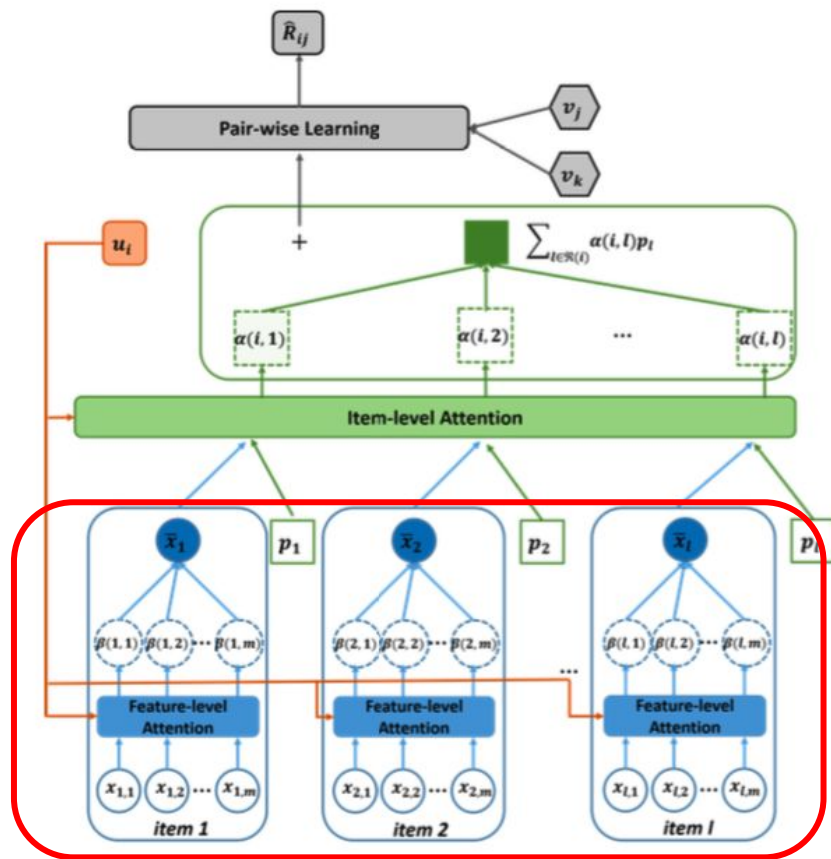 R̂ᵢⱼ
Pair-wise Learning
vⱼ
vₖ
uᵢ
+
∑_{l∈ℜ(i)} α(i, l)pₗ
α(i, 1) α(i, 2) ... α(i, l)
Item-level Attention
x̄₁ p₁ x̄₂ p₂ x̄ₗ pₗ
β(1, 1) β(1, 2) ... β(1, m) β(2, 1) β(2, 2) ... β(2, m) β(l, 1) β(l, 2) ... β(l, m)
...
Feature-level Attention Feature-level Attention Feature-level Attention
x₁,₁ x₁,₂ ... x₁,ₘ x₂,₁ x₂,₂ ... x₂,ₘ xₗ,₁ xₗ,₂ ... xₗ,ₘ
item 1 item 2 item l